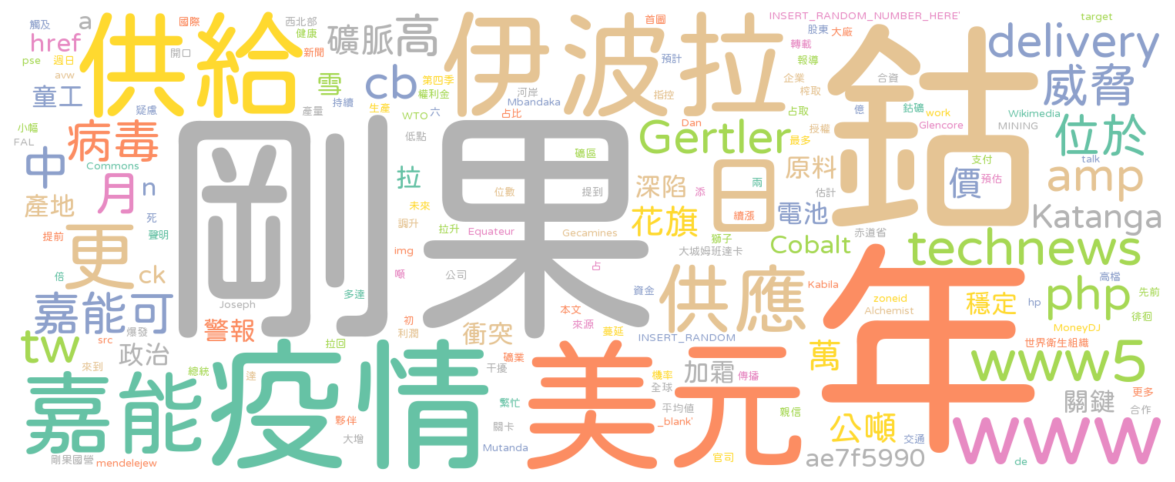 觸及 a 國際 西北部 礦脈高 首圖 INSERT_RANDOM_NUMBER_HERE' target
href 供給 健康 伊波拉 轉載 股東 大廠 鈷 delivery
pse 週日 開口 新聞 cb 第四季 預計 報導 合資 威脅
avw 童工 疑慮 雪 持續 權利金 河岸 Mbandaka 指控 企業 榨取
產量 WTO 六 生產 占比 Dan 占取 億 鈷礦 work Wikimedia
小幅 病毒 低點 Gertler 授權 Glencore MINING 位於
FAL 剛果 最多
Commons 中 月 n 拉 礦區 深陷 日 原料 支付 talk
位數 提到 兩 價 預估 amp
產地 死 未來 添 花旗 續漲 電池 估計 Katanga
提前 更 聲明 調升 拉升 Equateur Gecamines 獅子 赤道省
倍 ck img 大城姆班達卡 Cobalt technews
噸 公司 占 供應 年 高檔 先前
嘉能可 Joseph 多達 資金 Kabila zoneid 穩定 hp php 徘徊
爆發 警報 初 衝突 本文 來源 Alchemist MoneyDJ
tw src 政治 拉回 利潤 蔓延 INSERT_RANDOM 萬 世界衛生組織
來到 總統 疫情 礦業 干擾 美元 機率 加霜 傳播 www5
嘉能 達 全球 關鍵 更多
夥伴 繁忙 關卡 平均值 _blank' 親信 公噸 合作
剛果國營 大增 Mutanda 交通 www
mendelejew 官司 ae7f5990 de